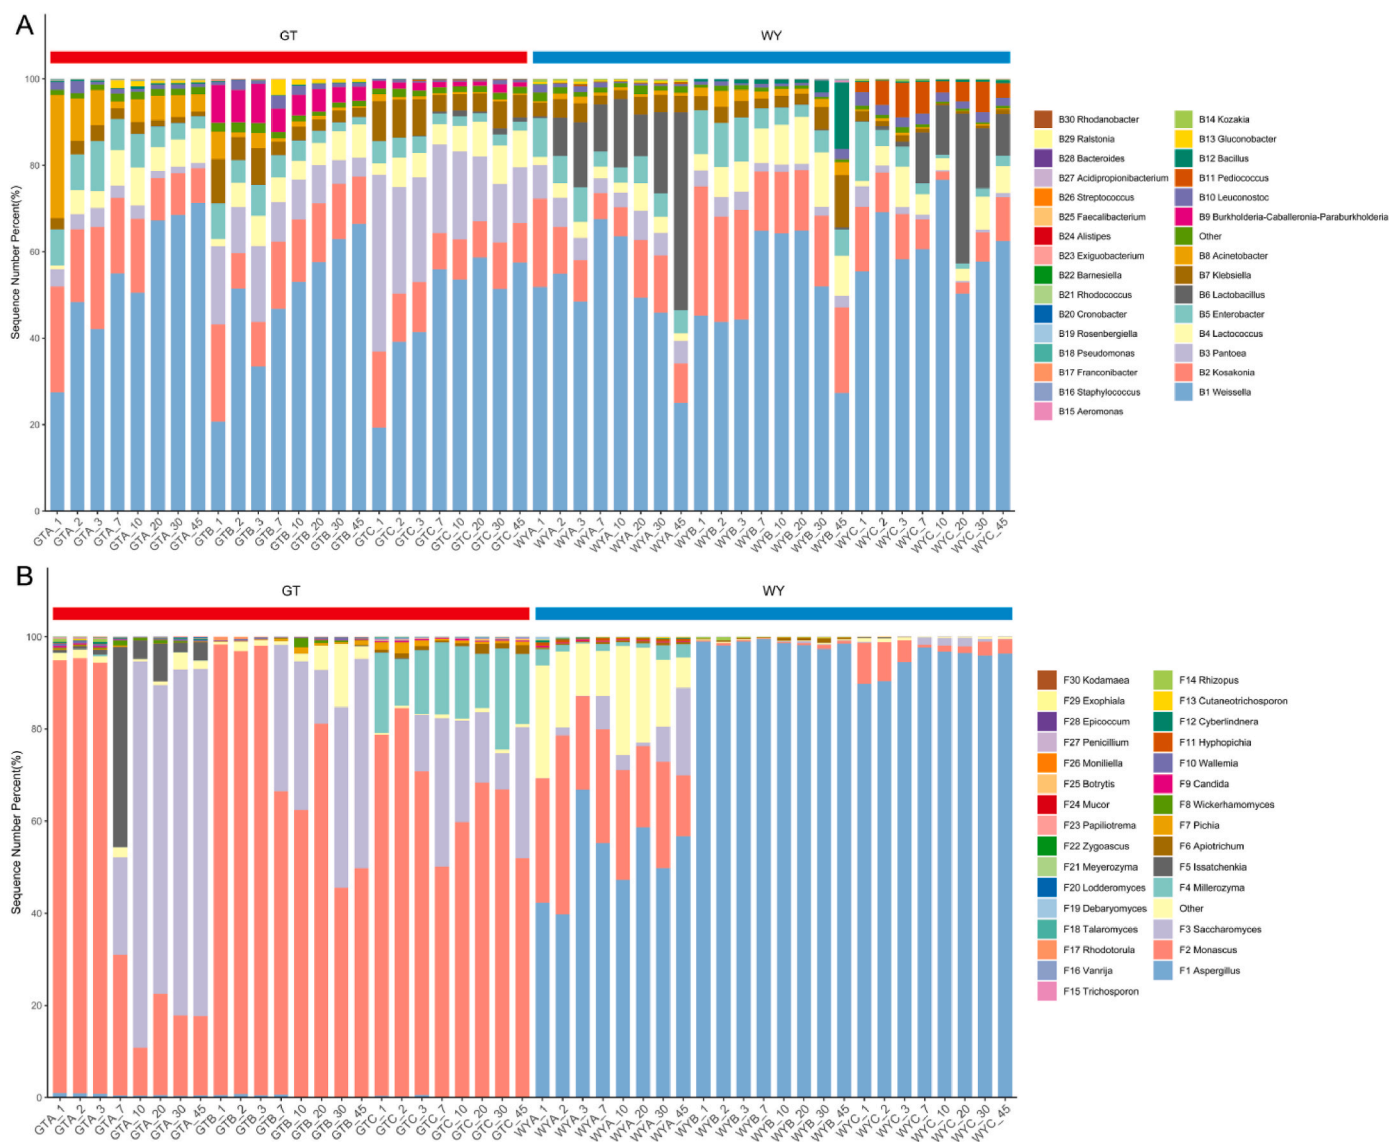 A
GT
WY
Sequence Number Percent(%)
100
80
60
40
20
0
GTA_1
GTA_2
GTA_3
GTA_7
GTA_10
GTA_20
GTA_30
GTA_45
GTB_1
GTB_2
GTB_3
GTB_7
GTB_10
GTB_20
GTB_30
GTB_45
GTC_1
GTC_2
GTC_3
GTC_7
GTC_10
GTC_20
GTC_30
GTC_45
WYA_1
WYA_2
WYA_3
WYA_7
WYA_10
WYA_20
WYA_30
WYA_45
WYB_1
WYB_2
WYB_3
WYB_7
WYB_10
WYB_20
WYB_30
WYB_45
WYC_1
WYC_2
WYC_3
WYC_7
WYC_10
WYC_20
WYC_30
WYC_45
B30 Rhodanobacter
B29 Ralstonia
B28 Bacteroides
B27 Acidipropionibacterium
B26 Streptococcus
B25 Faecalibacterium
B24 Alistipes
B23 Exiguobacterium
B22 Barnesiella
B21 Rhodococcus
B20 Cronobacter
B19 Rosenbergiella
B18 Pseudomonas
B17 Franconibacter
B16 Staphylococcus
B15 Aeromonas
B14 Kozakia
B13 Gluconobacter
B12 Bacillus
B11 Pediococcus
B10 Leuconostoc
B9 Burkholderia-Caballeronia-Paraburkholderia
Other
B8 Acinetobacter
B7 Klebsiella
B6 Lactobacillus
B5 Enterobacter
B4 Lactococcus
B3 Pantoea
B2 Kosakonia
B1 Weissella
B
GT
WY
Sequence Number Percent(%)
100
80
60
40
20
0
GTA_1
GTA_2
GTA_3
GTA_7
GTA_10
GTA_20
GTA_30
GTA_45
GTB_1
GTB_2
GTB_3
GTB_7
GTB_10
GTB_20
GTB_30
GTB_45
GTC_1
GTC_2
GTC_3
GTC_7
GTC_10
GTC_20
GTC_30
GTC_45
WYA_1
WYA_2
WYA_3
WYA_7
WYA_10
WYA_20
WYA_30
WYA_45
WYB_1
WYB_2
WYB_3
WYB_7
WYB_10
WYB_20
WYB_30
WYB_45
WYC_1
WYC_2
WYC_3
WYC_7
WYC_10
WYC_20
WYC_30
WYC_45
F30 Kodamaea
F29 Exophiala
F28 Epicoccum
F27 Penicillium
F26 Moniliella
F25 Botrytis
F24 Mucor
F23 Papiliotrema
F22 Zygoascus
F21 Meyerozyma
F20 Lodderomyces
F19 Debaryomyces
F18 Talaromyces
F17 Rhodotorula
F16 Vanrija
F15 Trichosporon
F14 Rhizopus
F13 Cutaneotrichosporon
F12 Cyberlindnera
F11 Hyphopichia
F10 Wallemia
F9 Candida
F8 Wickerhamomyces
F7 Pichia
F6 Apiotrichum
F5 Issatchenkia
F4 Millerozyma
Other
F3 Saccharomyces
F2 Monascus
F1 Aspergillus